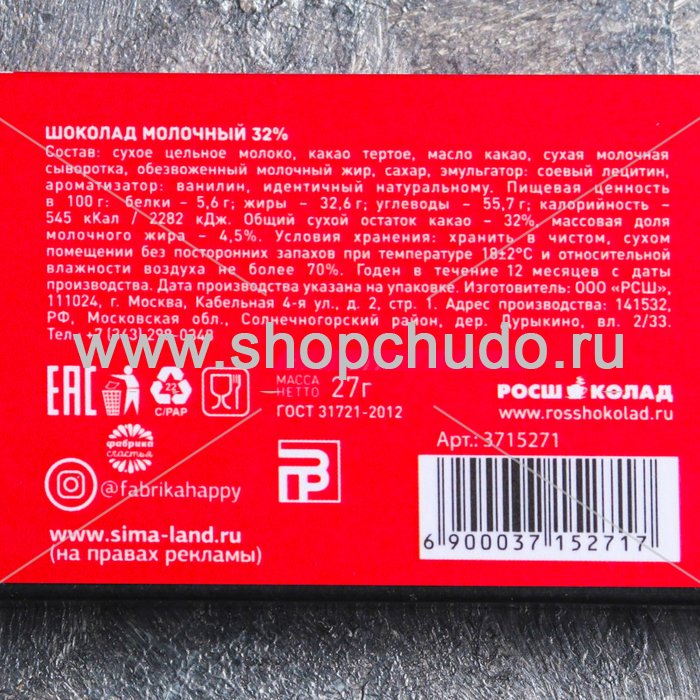 ШОКОЛАД МОЛОЧНЫЙ 32%
Состав: сухое цельное молоко, какао тертое, масло какао, сухая молочная
сыворотка, обезвоженный молочный жир, сахар, эмульгатор: соевый лецитин,
ароматизатор: ванилин, идентичный натуральному. Пищевая ценность
в 100 г: белки – 5,6 г; жиры – 32,6 г; углеводы – 55,7 г; калорийность –
545 кКал / 2282 кДж. Общий сухой остаток какао – 32%, массовая доля
молочного жира – 4,5%. Условия хранения: хранить в чистом, сухом
помещении без посторонних запахов при температуре 18±2°С и относительной
влажности воздуха не более 70%. Годен в течение 12 месяцев с даты
производства. Дата производства указана на упаковке. Изготовитель: ООО «РСШ»,
111024, г. Москва, Кабельная 4-я ул., д. 2, стр. 1. Адрес производства: 141532,
РФ, Московская обл., Солнечногорский район, дер. Дурыкино, вл. 2/33.
Тел.
www.shopchudo.ru
EAC
22
C/PAP
МАССА
НЕТТО
27г
ГОСТ 31721-2012
РОСШОКОЛАД
www.rosshokolad.ru
фабрика
счастья
@fabrikahappy
Арт.: 3715271
www.sima-land.ru
(на правах рекламы)
6 900037 152717